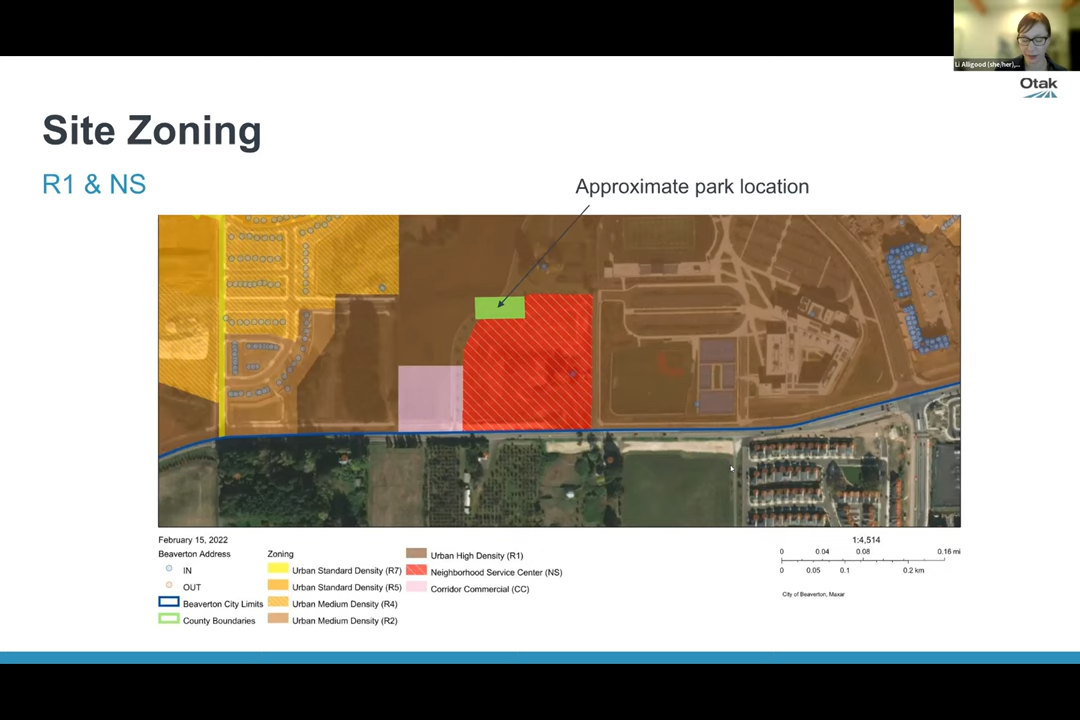 Li Alligood (she/her),...
Otak
Site Zoning
R1 & NS
Approximate park location
February 15, 2022
Beaverton Address
IN
OUT
Beaverton City Limits
County Boundaries
Zoning
Urban Standard Density (R7)
Urban Standard Density (R5)
Urban Medium Density (R4)
Urban Medium Density (R2)
Urban High Density (R1)
Neighborhood Service Center (NS)
Corridor Commercial (CC)
1:4,514
0 0.04 0.08 0.16 mi
0 0.05 0.1 0.2 km
City of Beaverton, Maxar